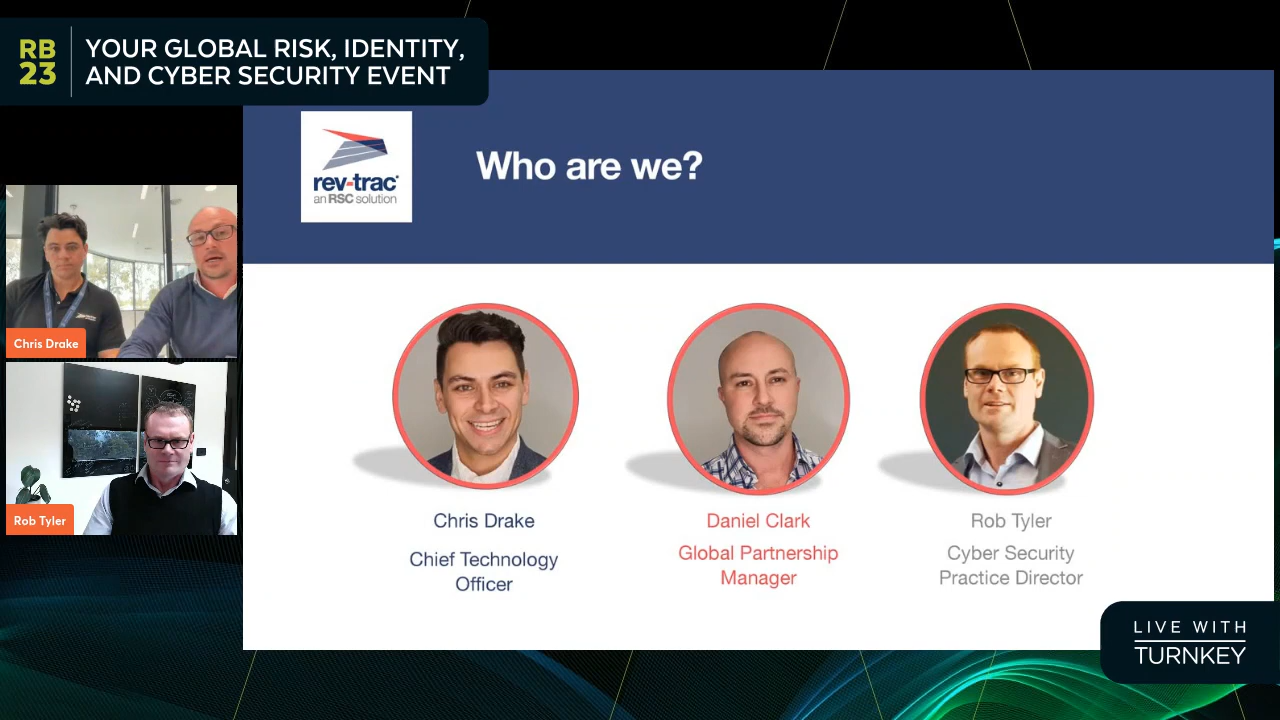 RB
23
YOUR GLOBAL RISK, IDENTITY,
AND CYBER SECURITY EVENT
rev-trac
an RSC solution
Who are we?
Chris Drake
Rob Tyler
Chris Drake
Chief Technology
Officer
Daniel Clark
Global Partnership
Manager
Rob Tyler
Cyber Security
Practice Director
LIVE WITH
TURNKEY